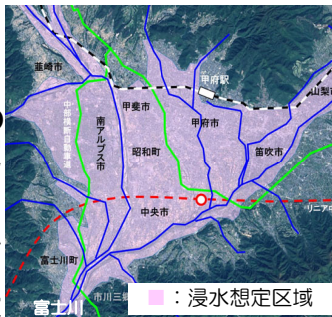 韮崎市
甲府駅
山梨
甲斐市
甲府市
中部横断自動車道
南アルプス市
昭和町
笛吹市
中央市
リニア
富士川町
市川三郷
富士川
：浸水想定区域